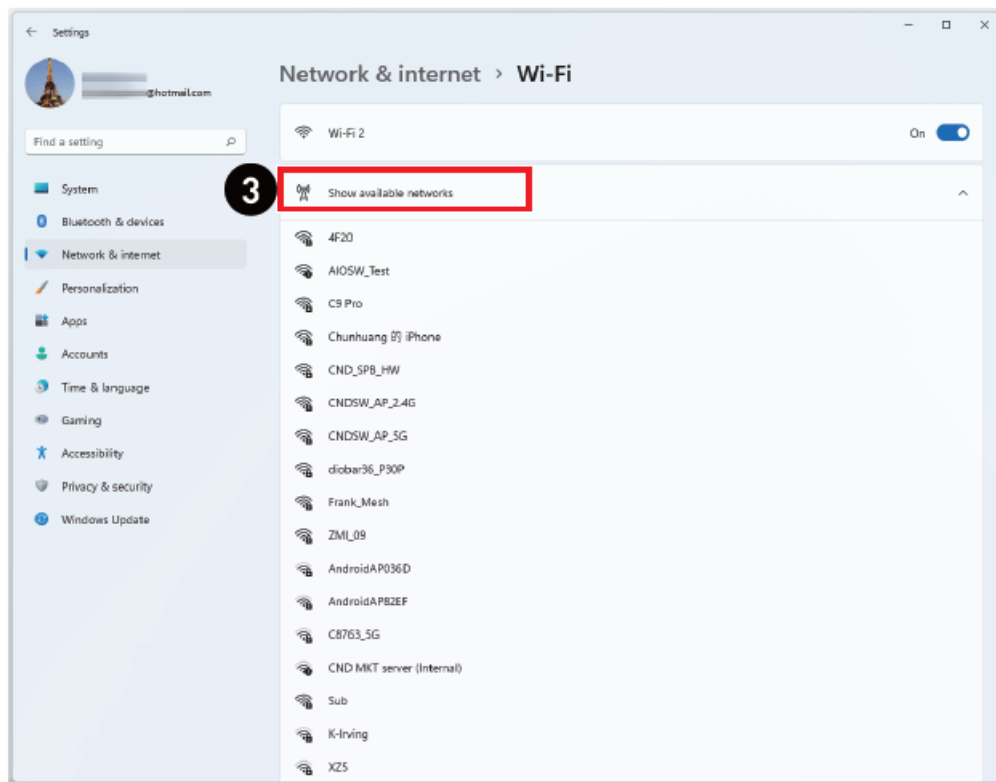 Settings
@hotmail.com
Find a setting
System
Bluetooth & devices
Network & internet
Personalization
Apps
Accounts
Time & language
Gaming
Accessibility
Privacy & security
Windows Update
Network & internet > Wi-Fi
Wi-Fi 2
On
3
Show available networks
4F20
AIOSW_Test
C9 Pro
Chunhuang 的 iPhone
CND_SPB_HW
CNDSW_AP_2.4G
CNDSW_AP_5G
diobar36_P30P
Frank_Mesh
ZMI_09
AndroidAP036D
AndroidAP82EF
C8763_5G
CND MKT server (Internal)
Sub
K-Irving
XZ5